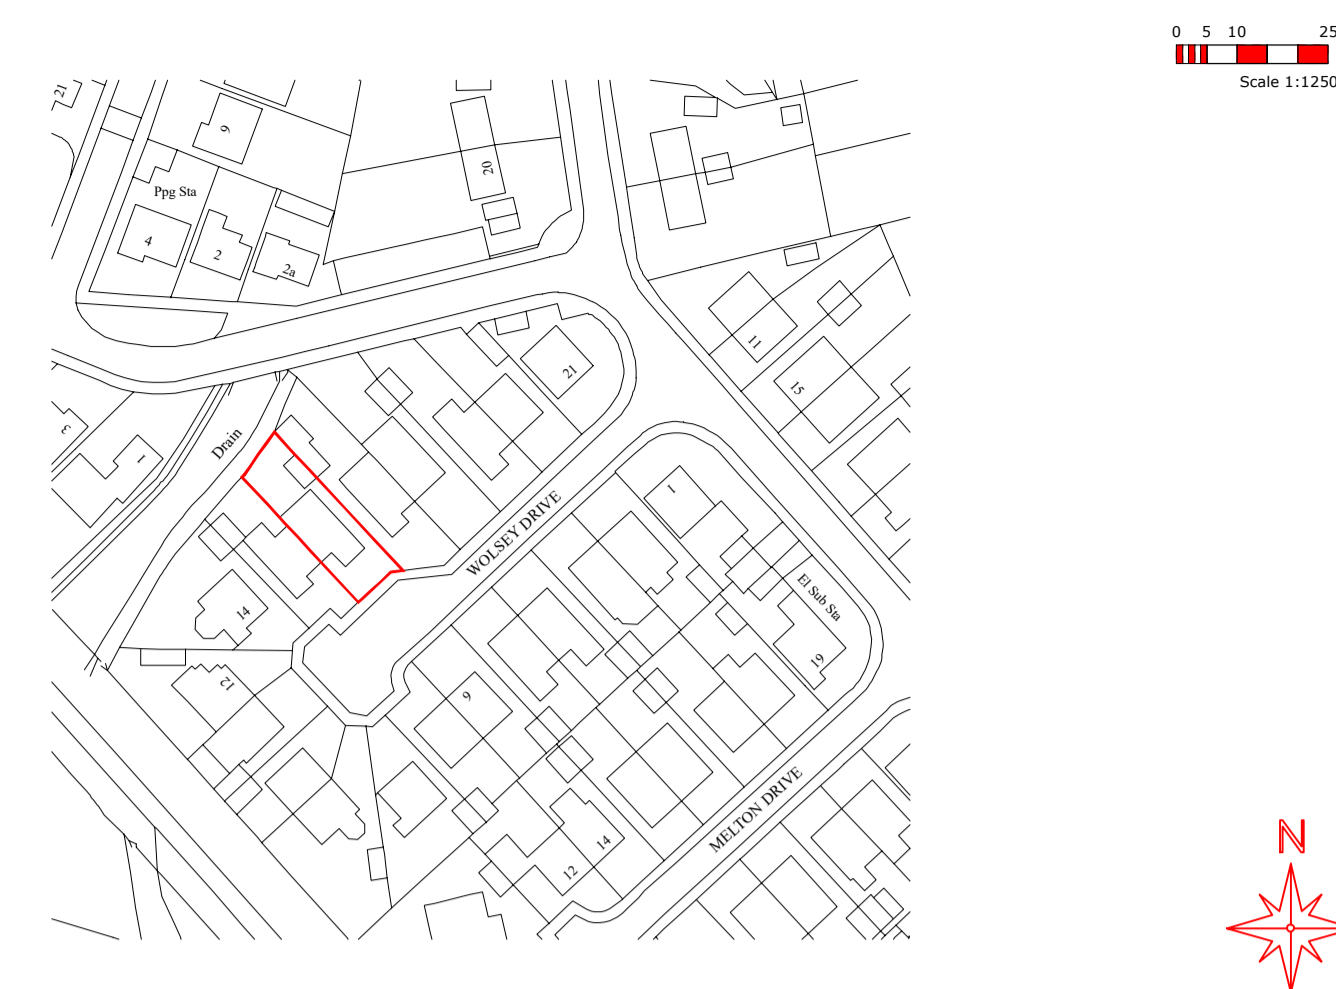 0 5 10 25
Scale 1:1250
21
9
20
Ppg Sta
4
2
2a
11
21
15
3
1
Drain
WOLSEY DRIVE
1
El Sub Sta
14
19
12
9
MELTON DRIVE
14
12
N